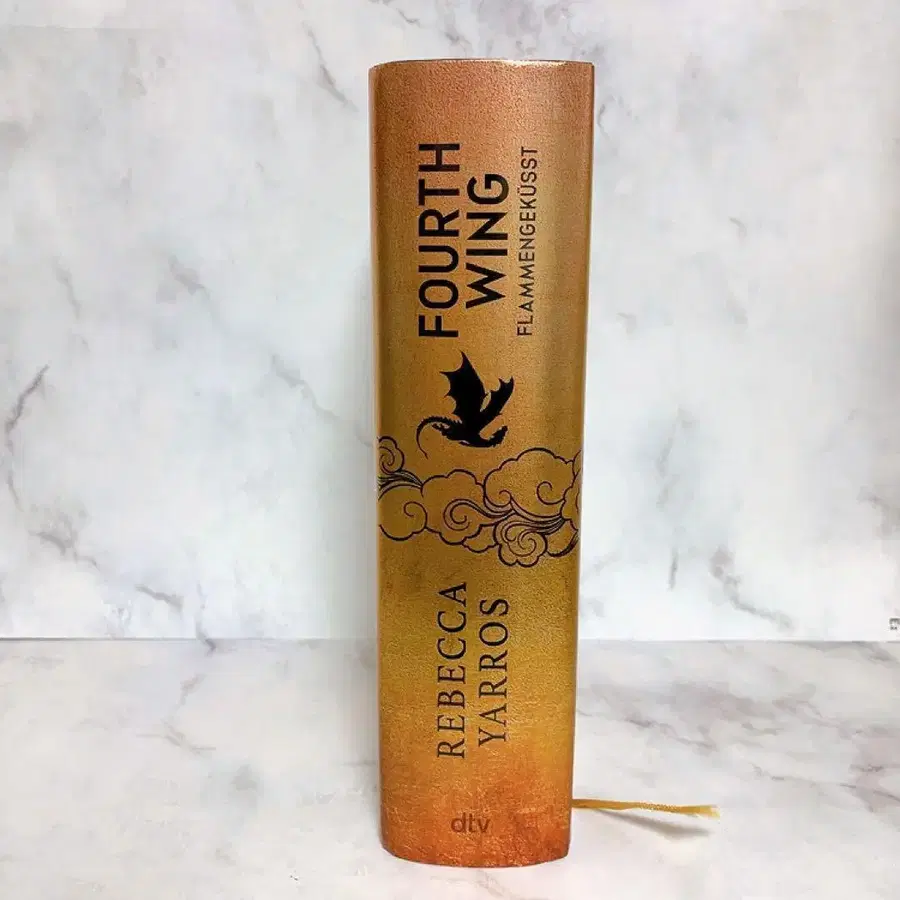 FOURTH
WING
FLAMMENGEKÜSST
REBECCA
YARROS
dtv